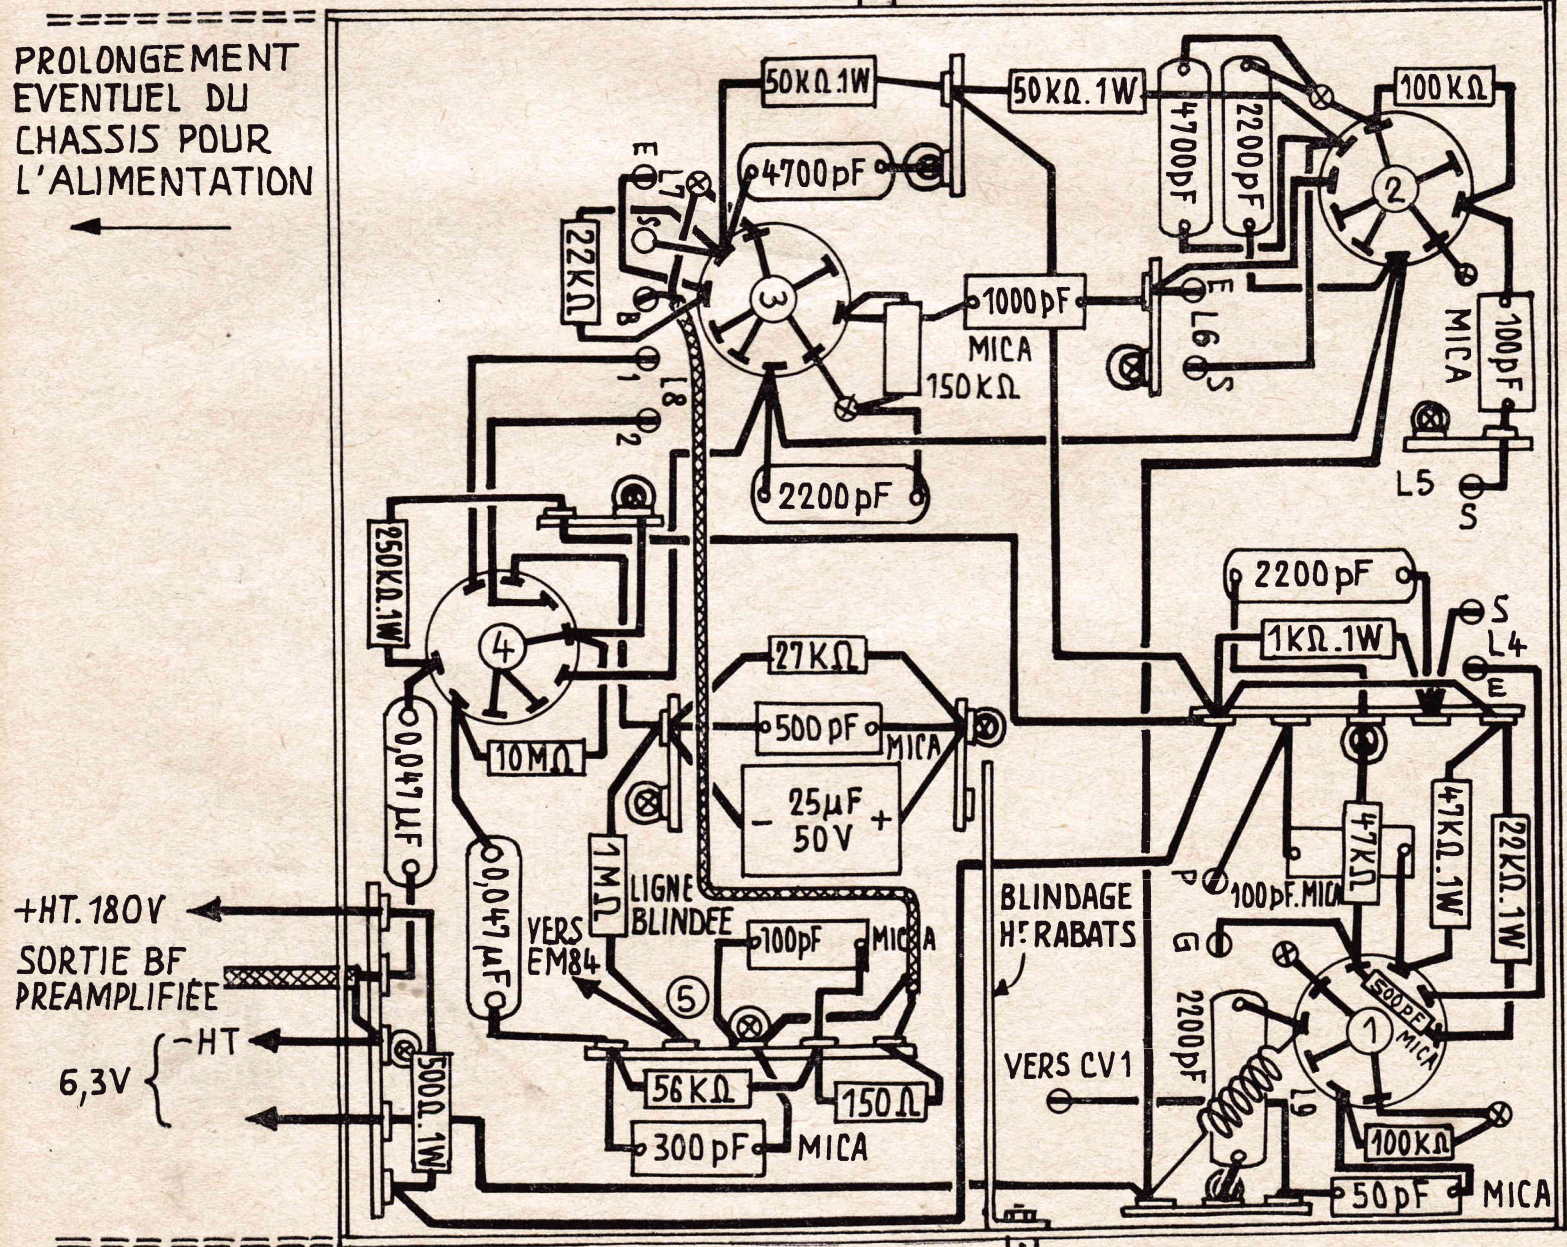 PROLONGEMENT
EVENTUEL DU
CHASSIS POUR
L'ALIMENTATION
50KΩ.1W
50KΩ.1W
4700pF
2200pF
100KΩ
2
E
L7
S
B
4700pF
22KΩ
3
1000pF
MICA
150KΩ
E
L6
S
MICA
100pF
1
L8
2
2200pF
L5
S
250KΩ.1W
4
2200pF
1KΩ.1W
S
L4
E
27KΩ
500pF
MICA
10MΩ
- 25µF +
50V
0,047µF
0,047µF
1MΩ
LIGNE
BLINDEE
VERS
EM84
100pF
MICA
5
BLINDAGE
Hr RABATS
P
100pF.MICA
47KΩ
47KΩ.1W
22KΩ.1W
G
500PF
MICA
1
+HT.180V
SORTIE BF
PREAMPLIFIÉE
-HT
6,3V
500Ω.1W
56KΩ
150Ω
300pF
MICA
VERS CV1
2200pF
L9
100KΩ
50pF
MICA